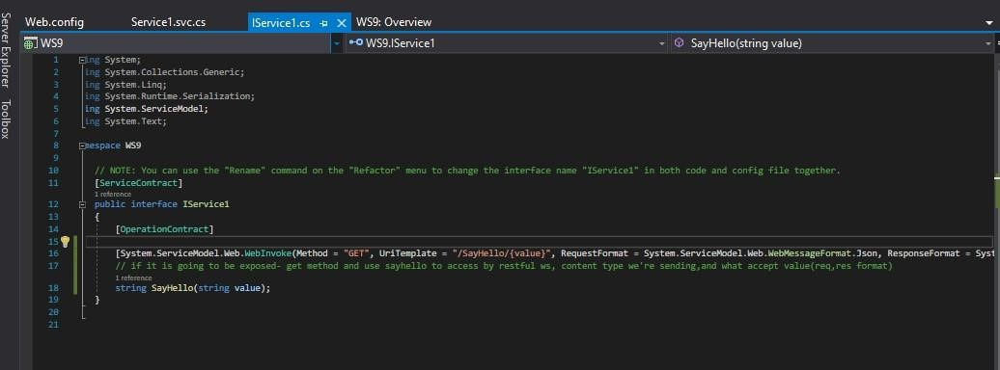 Web.config Service1.svc.cs IService1.cs WS9: Overview
Server Explorer
Toolbox
WS9 WS9.IService1 SayHello(string value)
1 ing System;
2 ing System.Collections.Generic;
3 ing System.Linq;
4 ing System.Runtime.Serialization;
5 ing System.ServiceModel;
6 ing System.Text;
7
8 mespace WS9
9
10 // NOTE: You can use the "Rename" command on the "Refactor" menu to change the interface name "IService1" in both code and config file together.
11 [ServiceContract]
1 reference
12 public interface IService1
13 {
14 [OperationContract]
15
16 [System.ServiceModel.Web.WebInvoke(Method = "GET", UriTemplate = "/SayHello/{value}", RequestFormat = System.ServiceModel.Web.WebMessageFormat.Json, ResponseFormat = Syst
17 // if it is going to be exposed- get method and use sayhello to access by restful ws, content type we're sending,and what accept value(req,res format)
1 reference
18 string SayHello(string value);
19 }
20
21